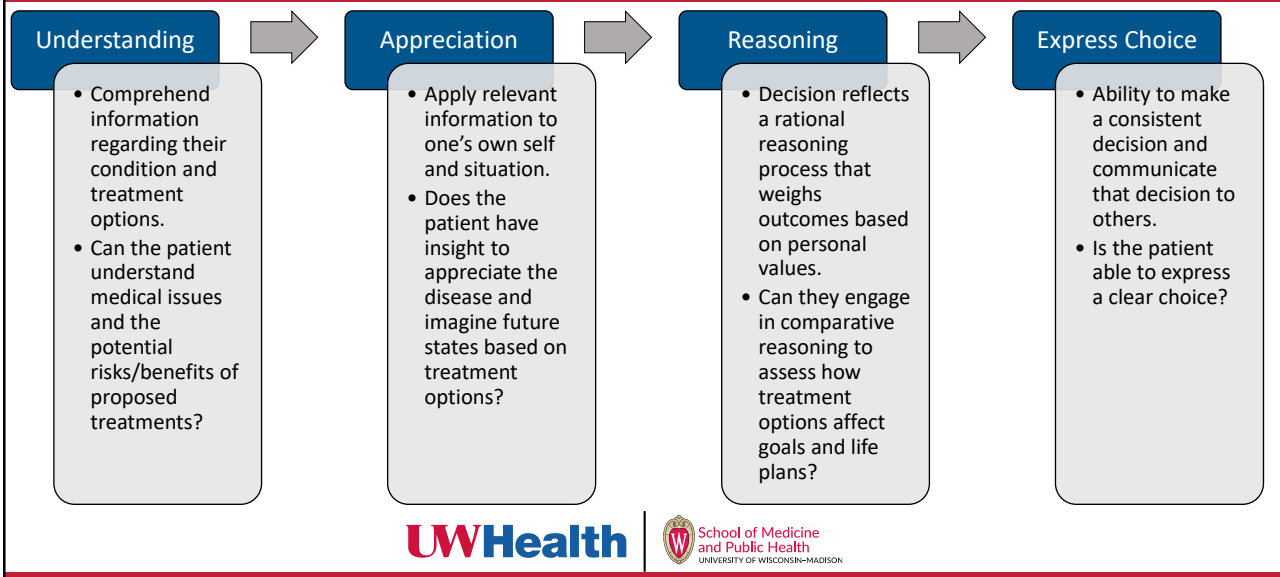 Understanding
• Comprehend
information
regarding their
condition and
treatment
options.
• Can the patient
understand
medical issues
and the
potential
risks/benefits of
proposed
treatments?
Appreciation
• Apply relevant
information to
one’s own self
and situation.
• Does the
patient have
insight to
appreciate the
disease and
imagine future
states based on
treatment
options?
Reasoning
• Decision reflects
a rational
reasoning
process that
weighs
outcomes based
on personal
values.
• Can they engage
in comparative
reasoning to
assess how
treatment
options affect
goals and life
plans?
Express Choice
• Ability to make
a consistent
decision and
communicate
that decision to
others.
• Is the patient
able to express
a clear choice?
UWHealth
W
School of Medicine
and Public Health
UNIVERSITY OF WISCONSIN–MADISON